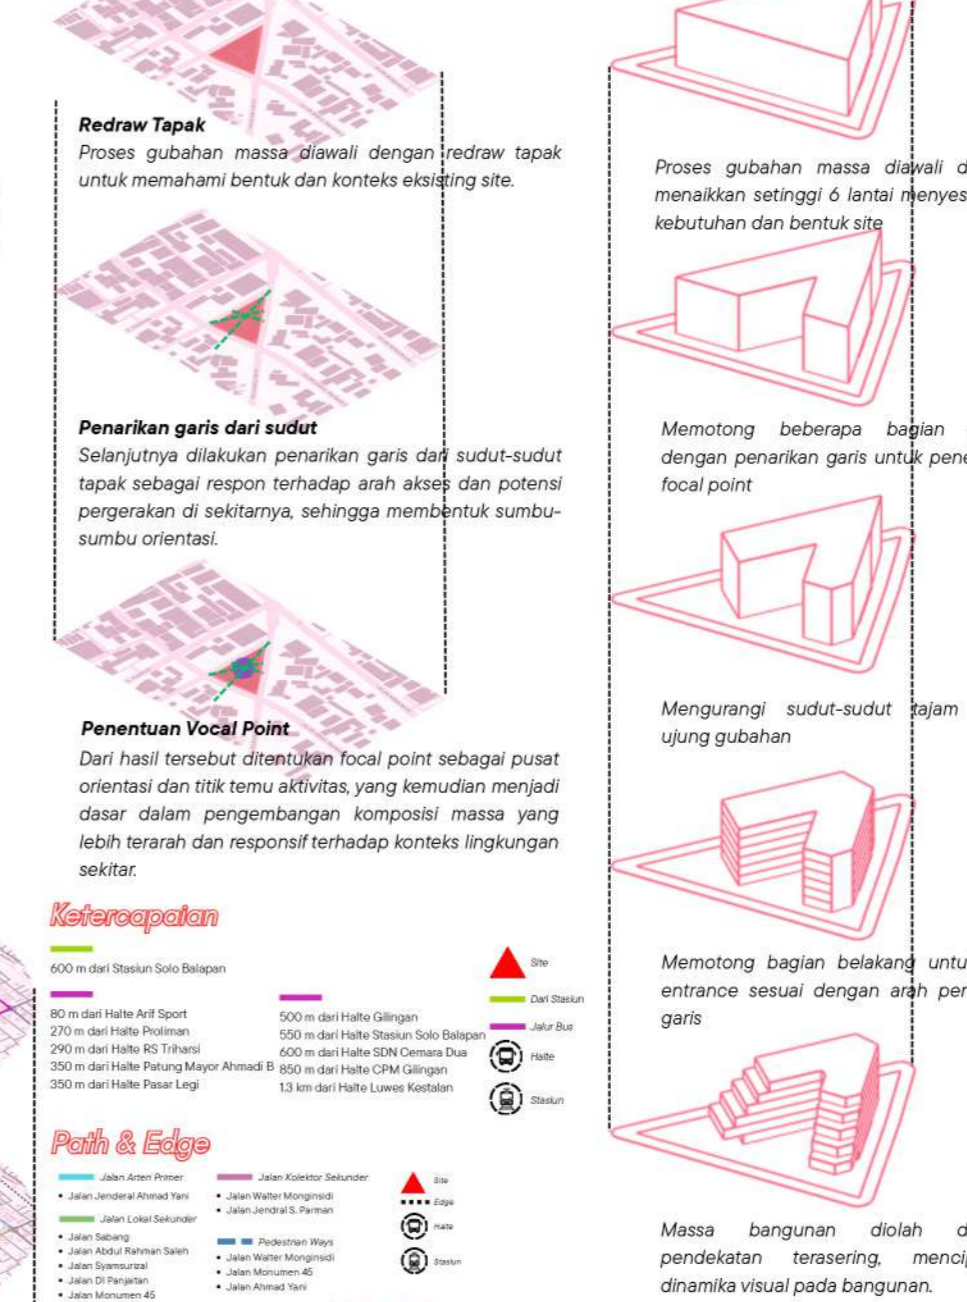 Redraw Tapak
Proses gubahan massa diawali dengan redraw tapak
untuk memahami bentuk dan konteks eksisting site.
Penarikan garis dari sudut
Selanjutnya dilakukan penarikan garis dari sudut-sudut
tapak sebagai respon terhadap arah akses dan potensi
pergerakan di sekitarnya, sehingga membentuk sumbu-
sumbu orientasi.
Penentuan Vocal Point
Dari hasil tersebut ditentukan focal point sebagai pusat
orientasi dan titik temu aktivitas, yang kemudian menjadi
dasar dalam pengembangan komposisi massa yang
lebih terarah dan responsif terhadap konteks lingkungan
sekitar.
Proses gubahan massa diawali
menaikkan setinggi 6 lantai
kebutuhan dan bentuk site
Memotong beberapa bagian
dengan penarikan garis untuk
focal point
Mengurangi sudut-sudut tajam
ujung gubahan
Memotong bagian belakang
entrance sesuai dengan arah
garis
Massa bangunan diolah
pendekatan terasering,
dinamika visual pada bangunan.
Ketercapaian
600 m dari Stasiun Solo Balapan
80 m dari Halte Arif Sport
270 m dari Halte Proliman
290 m dari Halte RS Triharsi
350 m dari Halte Patung Mayor Ahmadi B
350 m dari Halte Pasar Legi
500 m dari Halte Gilingan
550 m dari Halte Stasiun Solo Balapan
600 m dari Halte SDN Cemara Dua
850 m dari Halte CPM Gilingan
1.3 km dari Halte Luwes Kestalan
Site
Dari Stasiun
Jalur Bus
Halte
Stasiun
Path & Edge
Jalan Arteri Primer
• Jalan Jenderal Ahmad Yani
Jalan Lokal Sekunder
• Jalan Sabang
• Jalan Abdul Rahman Saleh
• Jalan Syamsurizal
• Jalan DI Panjaitan
• Jalan Monumen 45
Jalan Kolektor Sekunder
• Jalan Walter Monginsidi
• Jalan Jendral S. Parman
Pedestrian Ways
• Jalan Walter Monginsidi
• Jalan Monumen 45
• Jalan Ahmad Yani
Site
Edge
Halte
Stasiun